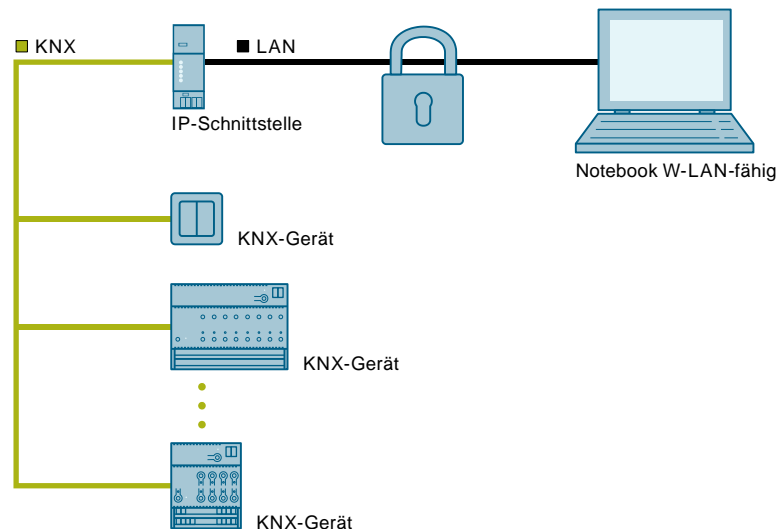 KNX
LAN
IP-Schnittstelle
Notebook W-LAN-fähig
KNX-Gerät
KNX-Gerät
KNX-Gerät